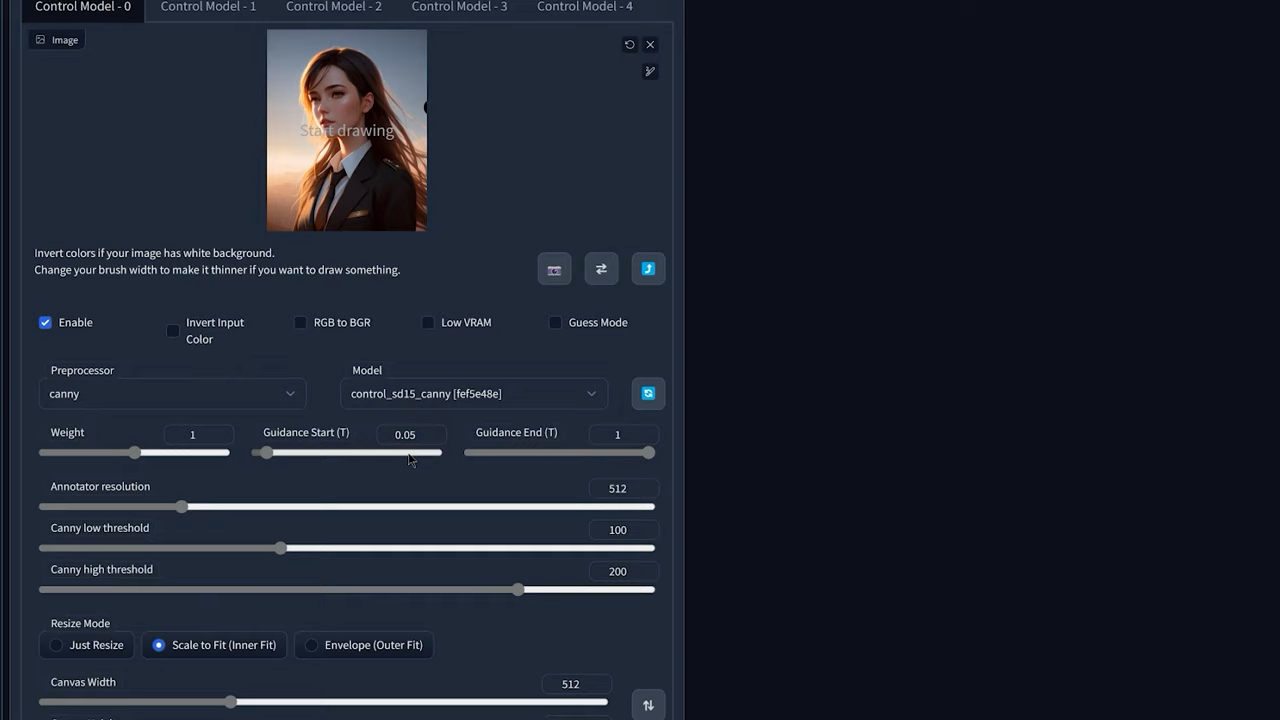 Control Model - 0 Control Model - 1 Control Model - 2 Control Model - 3 Control Model - 4
Image
Start drawing
Invert colors if your image has white background.
Change your brush width to make it thinner if you want to draw something.
Enable Invert Input Color RGB to BGR Low VRAM Guess Mode
Preprocessor Model
canny control_sd15_canny [fef5e48e]
Weight 1 Guidance Start (T) 0.05 Guidance End (T) 1
Annotator resolution 512
Canny low threshold 100
Canny high threshold 200
Resize Mode
Just Resize Scale to Fit (Inner Fit) Envelope (Outer Fit)
Canvas Width 512